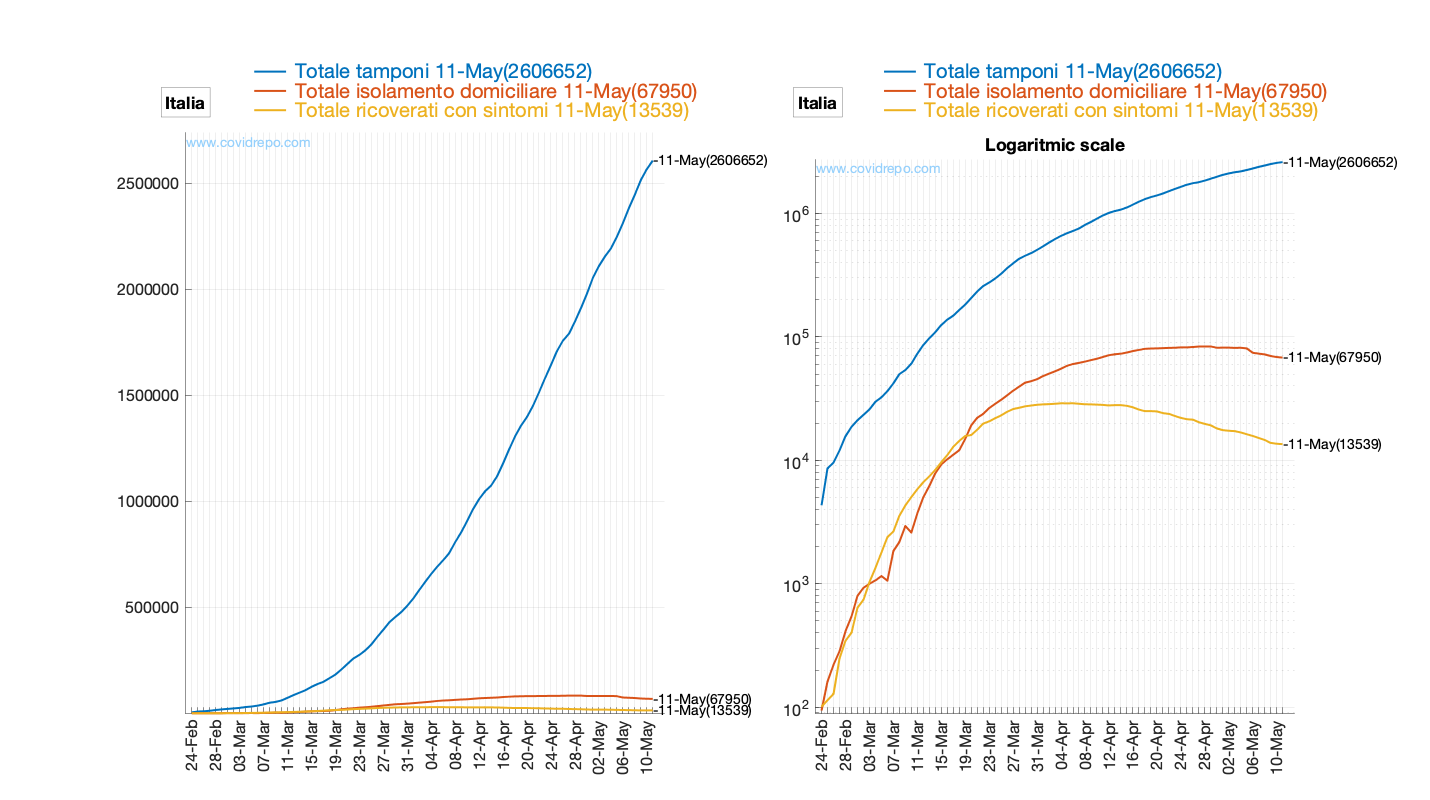 Totale tamponi 11-May(2606652)
Totale isolamento domiciliare 11-May(67950)
Totale ricoverati con sintomi 11-May(13539)
Italia
www.covidrepo.com
-11-May(2606652)
2500000
2000000
1500000
1000000
500000
-11-May(67950)
-11-May(13539)
24-Feb
28-Feb
03-Mar
07-Mar
11-Mar
15-Mar
19-Mar
23-Mar
27-Mar
31-Mar
04-Apr
08-Apr
12-Apr
16-Apr
20-Apr
24-Apr
28-Apr
02-May
06-May
10-May
Totale tamponi 11-May(2606652)
Totale isolamento domiciliare 11-May(67950)
Totale ricoverati con sintomi 11-May(13539)
Italia
Logaritmic scale
www.covidrepo.com
-11-May(2606652)
10^6
10^5
-11-May(67950)
-11-May(13539)
10^4
10^3
10^2
24-Feb
28-Feb
03-Mar
07-Mar
11-Mar
15-Mar
19-Mar
23-Mar
27-Mar
31-Mar
04-Apr
08-Apr
12-Apr
16-Apr
20-Apr
24-Apr
28-Apr
02-May
06-May
10-May